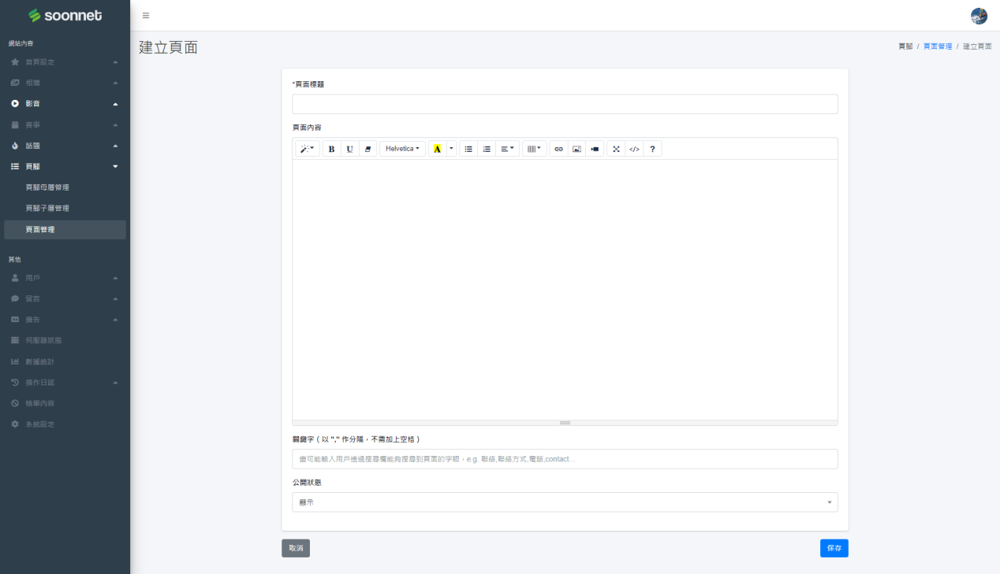 soonnet
網站內容
首頁設定
相簿
影音
賽事
話題
頁腳
頁腳母層管理
頁腳子層管理
頁面管理
其他
用戶
留言
廣告
伺服器狀態
數據統計
操作日誌
檢舉內容
系統設定
建立頁面
頁腳 / 頁面管理 / 建立頁面
*頁面標題
頁面內容
B U Helvetica A </> ?
關鍵字 ( 以 "," 作分隔，不需加上空格 )
盡可能輸入用戶透過搜尋欄能夠搜尋到頁面的字眼，e.g. 聯絡,聯絡方式,電話,contact...
公開狀態
顯示
取消
保存